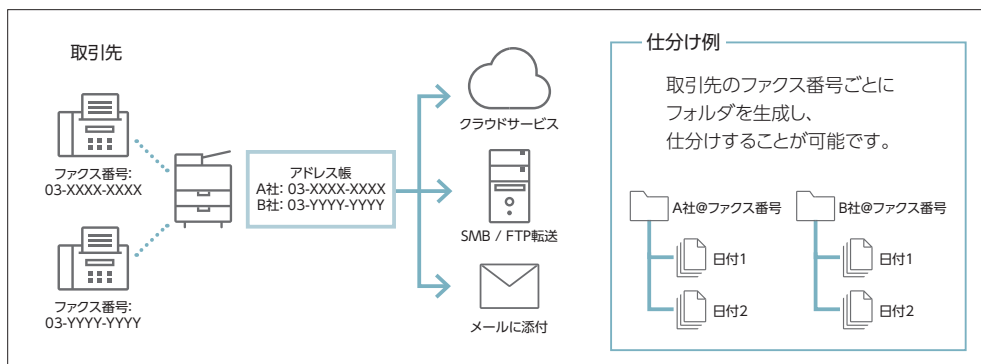 取引先
ファクス番号:
03-XXXX-XXXX
ファクス番号:
03-YYYY-YYYY
アドレス帳
A社: 03-XXXX-XXXX
B社: 03-YYYY-YYYY
クラウドサービス
SMB / FTP転送
メールに添付
仕分け例
取引先のファクス番号ごとに
フォルダを生成し、
仕分けすることが可能です。
A社@ファクス番号
日付1
日付2
B社@ファクス番号
日付1
日付2